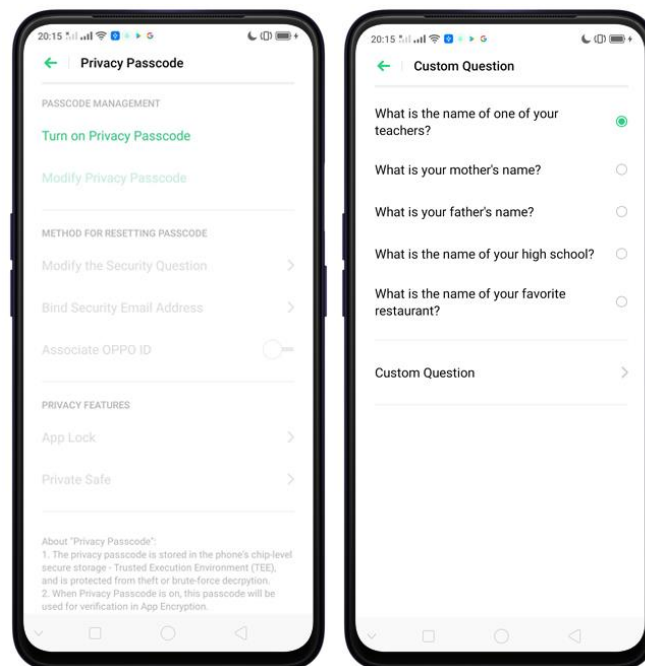 20:15
Privacy Passcode
PASSCODE MANAGEMENT
Turn on Privacy Passcode
Modify Privacy Passcode
METHOD FOR RESETTING PASSCODE
Modify the Security Question
Bind Security Email Address
Associate OPPO ID
PRIVACY FEATURES
App Lock
Private Safe
About "Privacy Passcode":
1. The privacy passcode is stored in the phone's chip-level
secure storage - Trusted Execution Environment (TEE),
and is protected from theft or brute-force decrpytion.
2. When Privacy Passcode is on, this passcode will be
used for verification in App Encryption.
20:15
Custom Question
What is the name of one of your
teachers?
What is your mother's name?
What is your father's name?
What is the name of your high school?
What is the name of your favorite
restaurant?
Custom Question